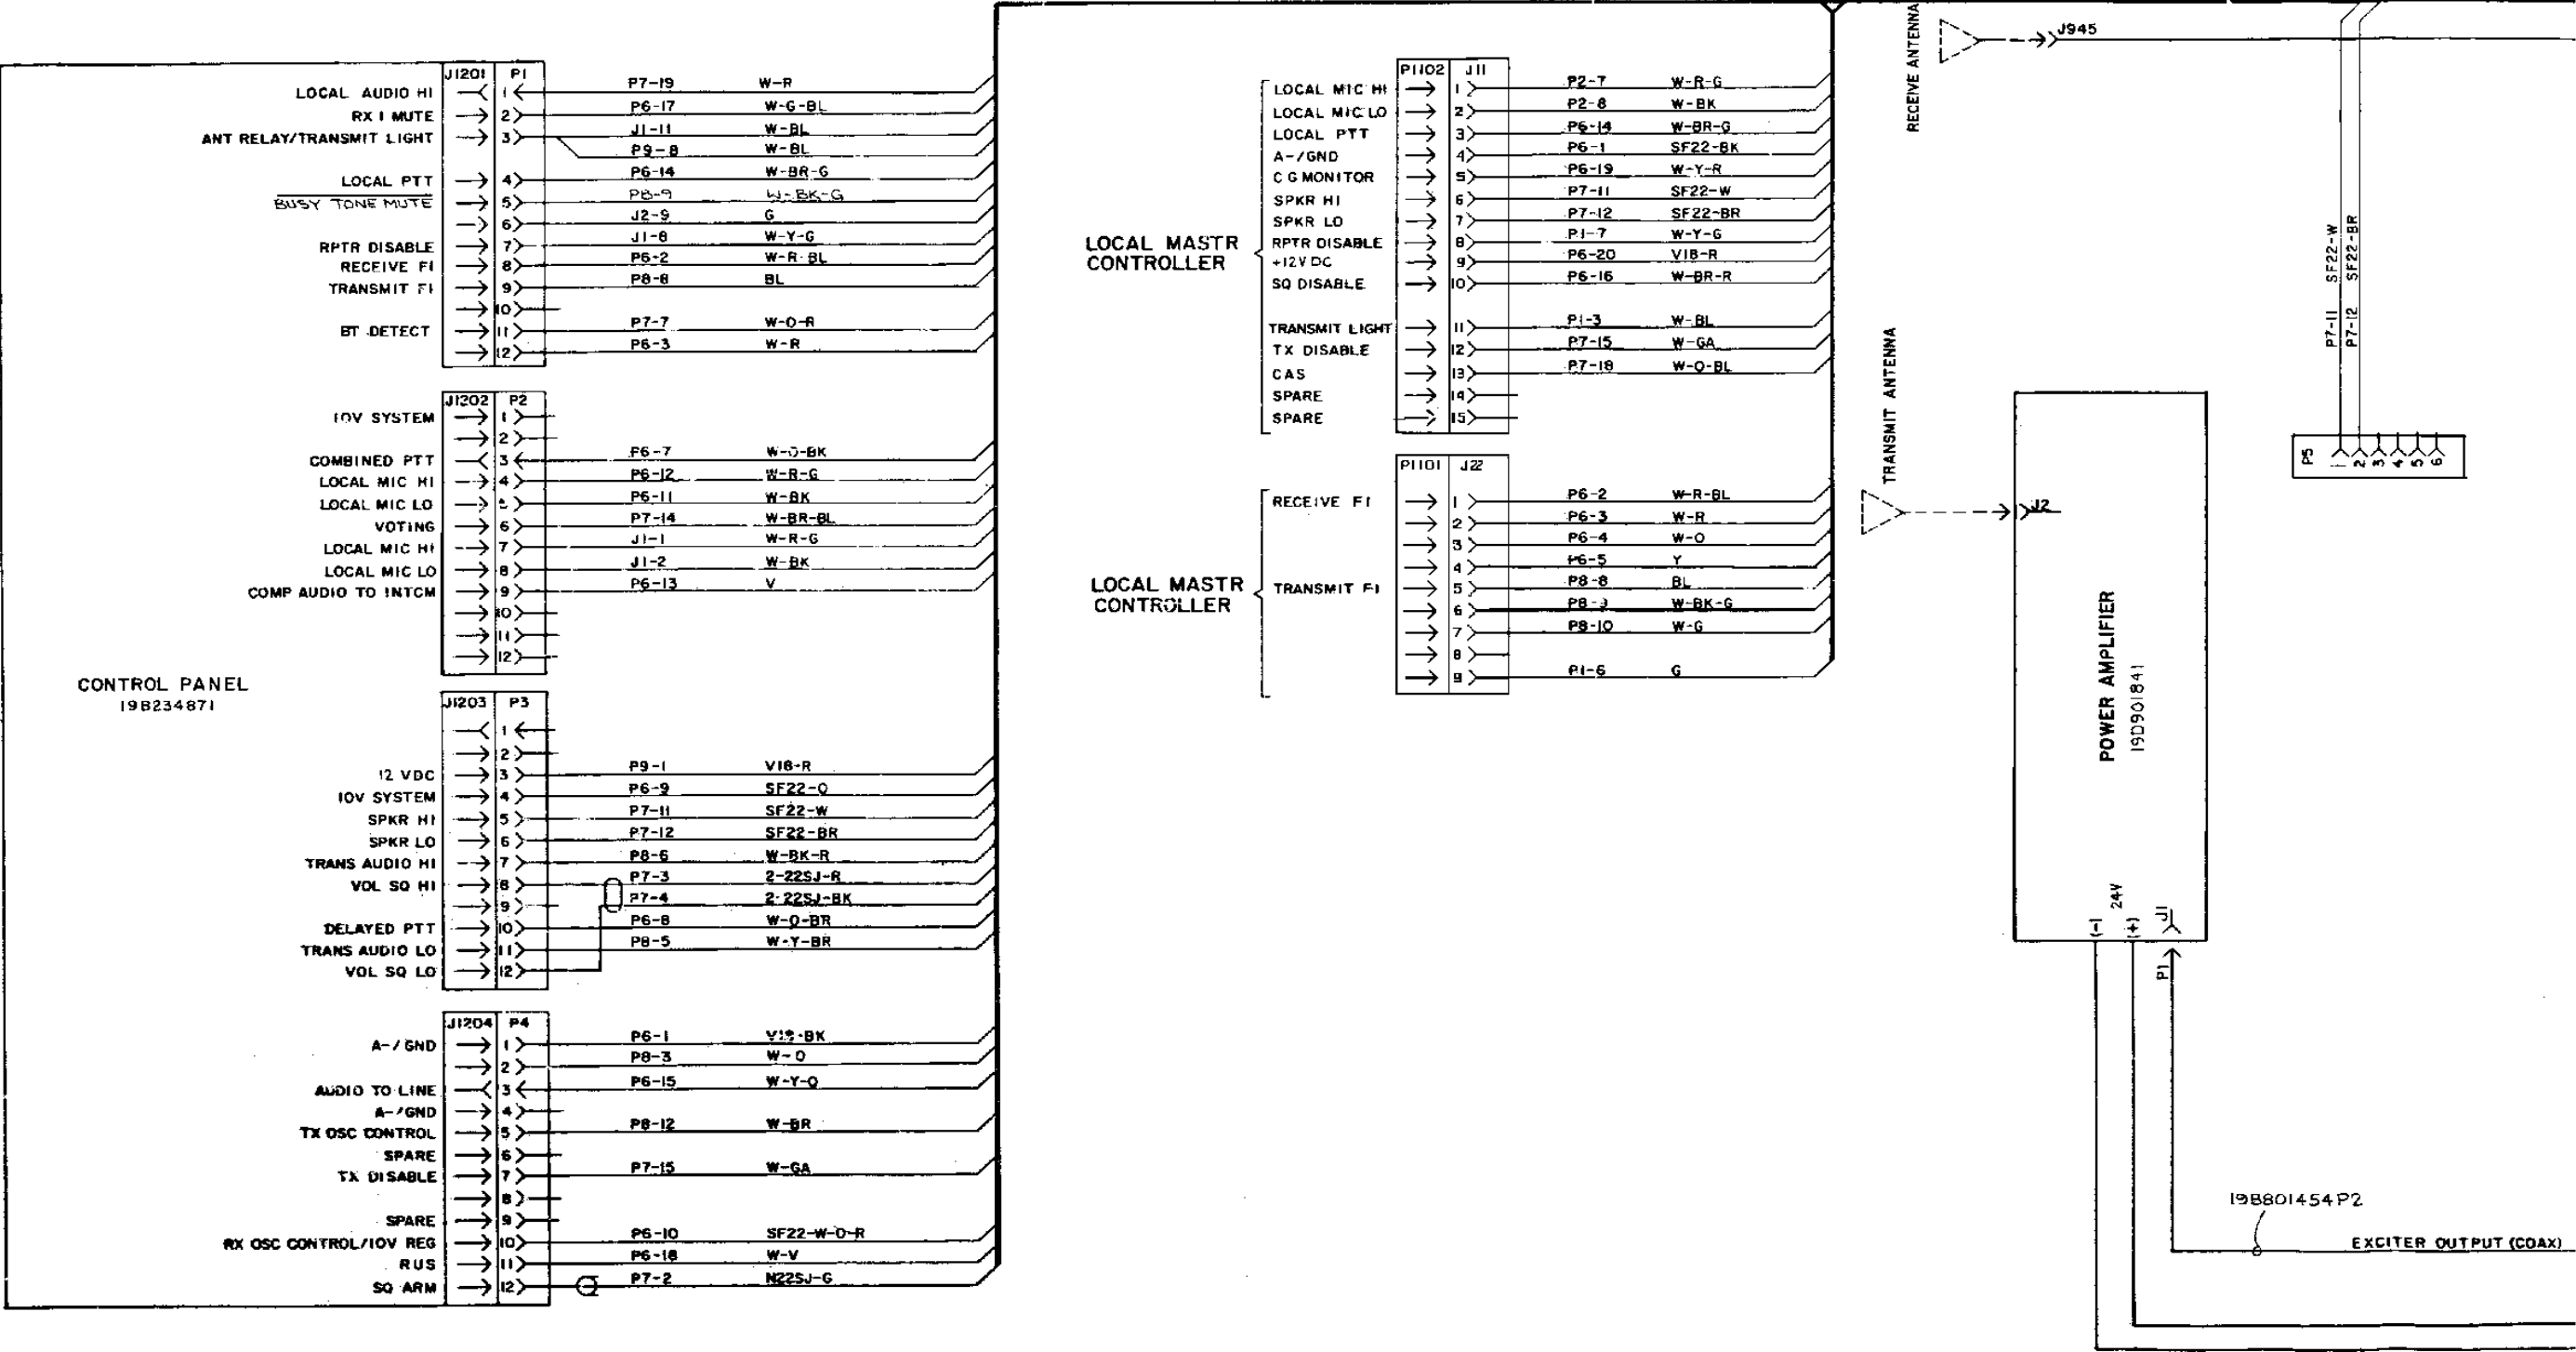 J1201 P1
LOCAL AUDIO HI 1 P7-19 W-R
RX 1 MUTE 2 P6-17 W-G-BL
ANT RELAY/TRANSMIT LIGHT 3 J1-11 W-BL
P9-8 W-BL
LOCAL PTT 4 P6-14 W-BR-G
BUSY TONE MUTE 5 P8-9 W-BK-G
6 J2-9 G
RPTR DISABLE 7 J1-8 W-Y-G
RECEIVE F1 8 P6-2 W-R-BL
TRANSMIT F1 9 P8-8 BL
10
BT DETECT 11 P7-7 W-O-R
12 P6-3 W-R
J1202 P2
10V SYSTEM 1
2
COMBINED PTT 3 P6-7 W-O-BK
LOCAL MIC HI 4 P6-12 W-R-G
LOCAL MIC LO 5 P6-11 W-BK
VOTING 6 P7-14 W-BR-BL
LOCAL MIC HI 7 J1-1 W-R-G
LOCAL MIC LO 8 J1-2 W-BK
COMP AUDIO TO INTCM 9 P6-13 V
10
11
12
CONTROL PANEL
19B234871
J1203 P3
1
2
12 VDC 3 P9-1 V18-R
10V SYSTEM 4 P6-9 SF22-O
SPKR HI 5 P7-11 SF22-W
SPKR LO 6 P7-12 SF22-BR
TRANS AUDIO HI 7 P8-6 W-BK-R
VOL SQ HI 8 P7-3 2-22SJ-R
9 P7-4 2-22SJ-BK
DELAYED PTT 10 P6-8 W-O-BR
TRANS AUDIO LO 11 P8-5 W-Y-BR
VOL SQ LO 12
J1204 P4
A-/GND 1 P6-1 V18-BK
2 P8-3 W-O
AUDIO TO LINE 3 P6-15 W-Y-O
A-/GND 4
TX OSC CONTROL 5 P8-12 W-BR
SPARE 6
TX DISABLE 7 P7-15 W-GA
8
SPARE 9
RX OSC CONTROL/10V REG 10 P6-10 SF22-W-O-R
RUS 11 P6-18 W-V
SQ ARM 12 P7-2 N22SJ-G
LOCAL MASTR
CONTROLLER
P1102 J11
LOCAL MIC HI 1 P2-7 W-R-G
LOCAL MIC LO 2 P2-8 W-BK
LOCAL PTT 3 P6-14 W-BR-G
A-/GND 4 P6-1 SF22-BK
C G MONITOR 5 P6-19 W-Y-R
SPKR HI 6 P7-11 SF22-W
SPKR LO 7 P7-12 SF22-BR
RPTR DISABLE 8 P1-7 W-Y-G
+12V DC 9 P6-20 V18-R
SQ DISABLE 10 P6-16 W-BR-R
TRANSMIT LIGHT 11 P1-3 W-BL
TX DISABLE 12 P7-15 W-GA
CAS 13 P7-18 W-O-BL
SPARE 14
SPARE 15
LOCAL MASTR
CONTROLLER
P1101 J22
RECEIVE F1 1 P6-2 W-R-BL
2 P6-3 W-R
3 P6-4 W-O
4 P6-5 Y
TRANSMIT F1 5 P8-8 BL
6 P8-9 W-BK-G
7 P8-10 W-G
8
9 P1-6 G
RECEIVE ANTENNA
J945
TRANSMIT ANTENNA
J2
POWER AMPLIFIER
19D901841
24V
(-) (+) J1
P1
P7-11 SF22-W
P7-12 SF22-BR
P5 1 2 3 4 5 6
19B801454P2
EXCITER OUTPUT (COAX)